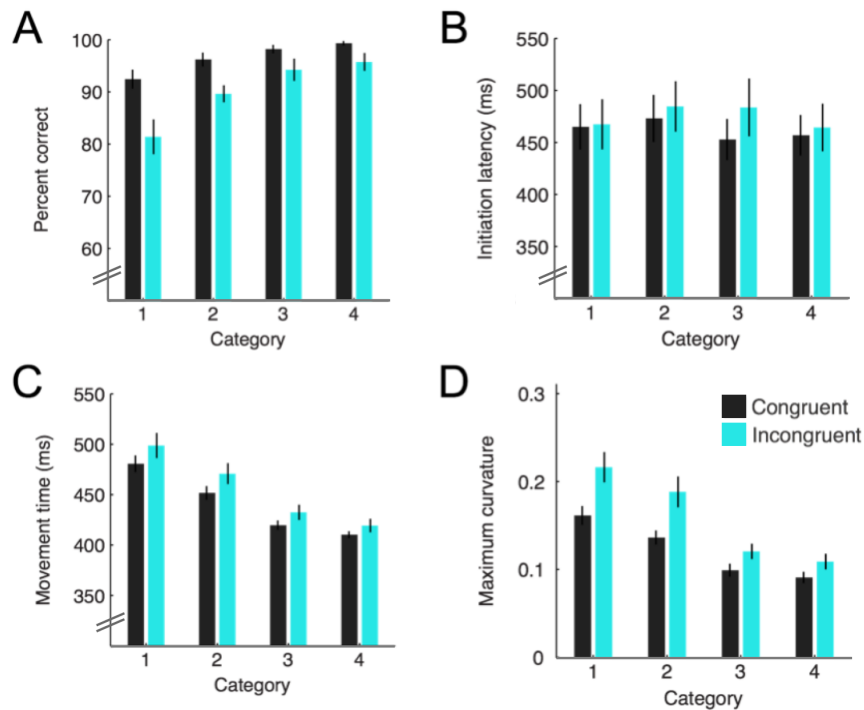 A
Percent correct
100
90
80
70
60
1 2 3 4
Category
B
Initiation latency (ms)
550
500
450
400
350
1 2 3 4
Category
C
Movement time (ms)
550
500
450
400
350
1 2 3 4
Category
D
Maximum curvature
0.3
0.2
0.1
0
Congruent
Incongruent
1 2 3 4
Category